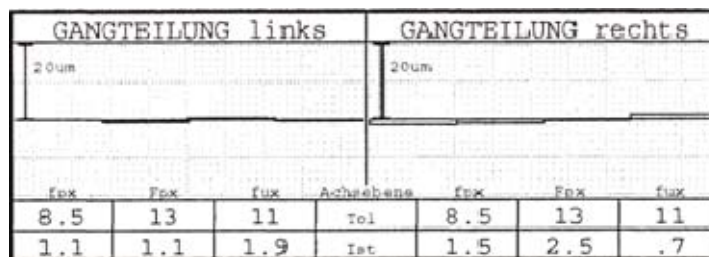 GANGTEILUNG links GANGTEILUNG rechts
20um 20um
fpx Fpx fux Achsebene fpx Fpx fux
8.5 13 11 Tol 8.5 13 11
1.1 1.1 1.9 Ist 1.5 2.5 .7